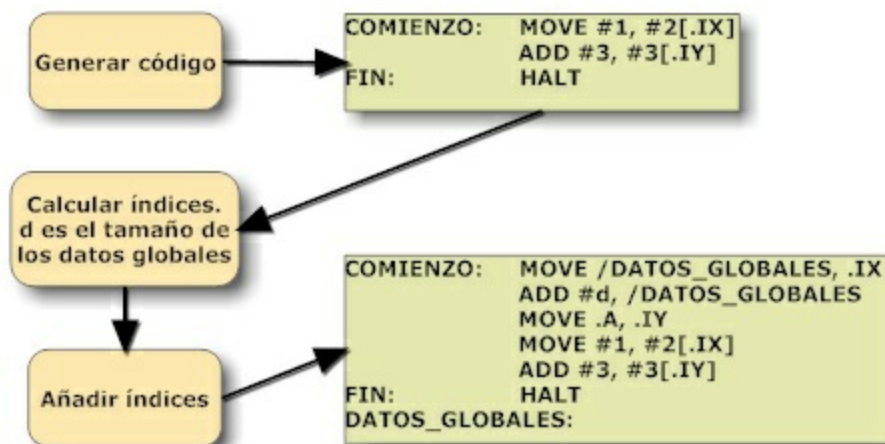 Generar código
COMIENZO: MOVE #1, #2[.IX]
ADD #3, #3[.IY]
FIN: HALT
Calcular índices.
d es el tamaño de
los datos globales
Añadir índices
COMIENZO: MOVE /DATOS_GLOBALES, .IX
ADD #d, /DATOS_GLOBALES
MOVE .A, .IY
MOVE #1, #2[.IX]
ADD #3, #3[.IY]
FIN: HALT
DATOS_GLOBALES: